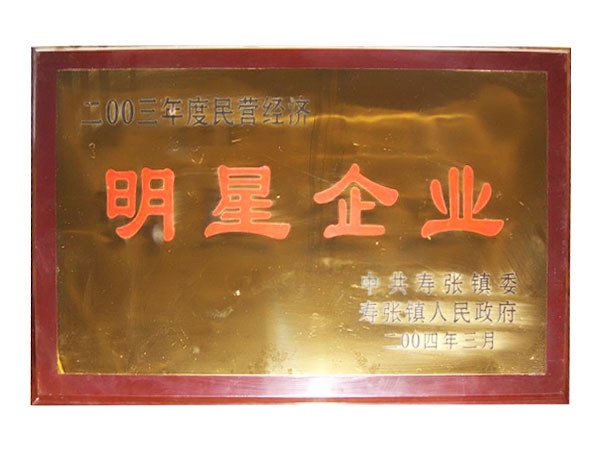 二00三年度民营经济
明星企业
中共寿张镇委
寿张镇人民政府
二00四年三月